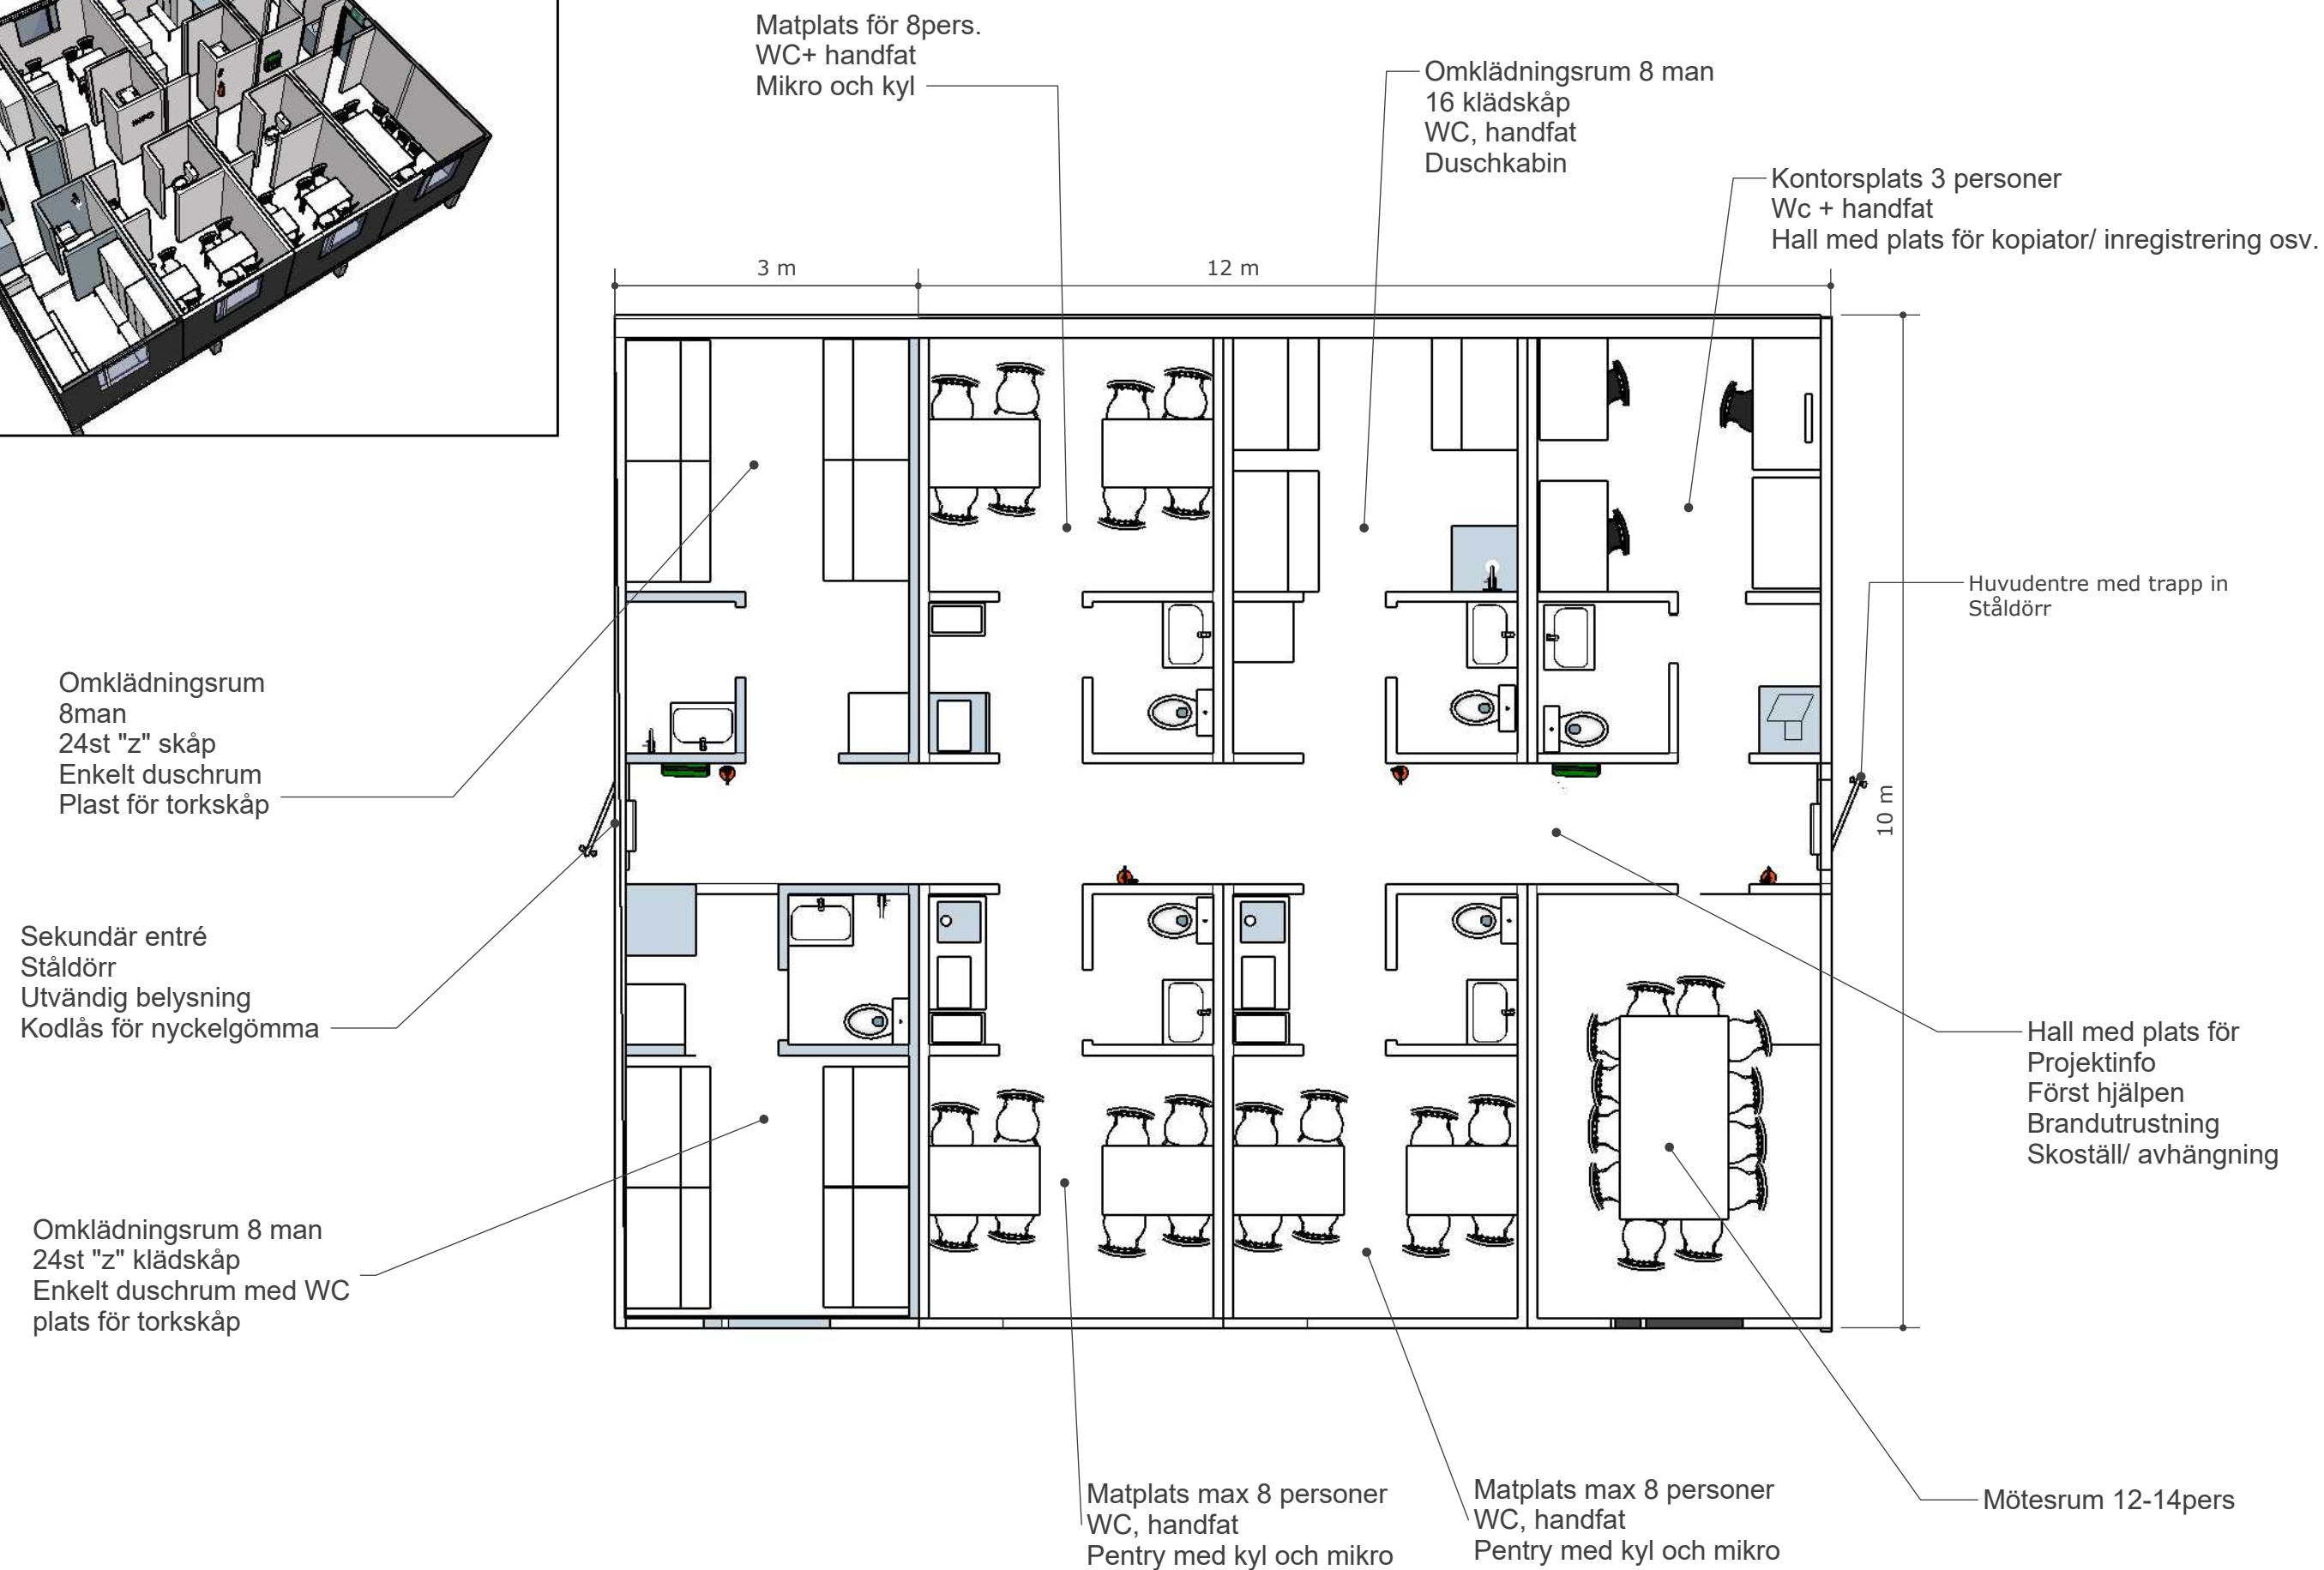 Matplats för 8pers.
WC+ handfat
Mikro och kyl
Omklädningsrum 8 man
16 klädskåp
WC, handfat
Duschkabin
Kontorsplats 3 personer
Wc + handfat
Hall med plats för kopiator/ inregistrering osv.
3 m
12 m
Huvudentre med trapp in
Ståldörr
10 m
Omklädningsrum
8man
24st "z" skåp
Enkelt duschrum
Plast för torkskåp
Sekundär entré
Ståldörr
Utvändig belysning
Kodlås för nyckelgömma
Hall med plats för
Projektinfo
Först hjälpen
Brandutrustning
Skoställ/ avhängning
Omklädningsrum 8 man
24st "z" klädskåp
Enkelt duschrum med WC
plats för torkskåp
Matplats max 8 personer
WC, handfat
Pentry med kyl och mikro
Matplats max 8 personer
WC, handfat
Pentry med kyl och mikro
Mötesrum 12-14pers
INFO